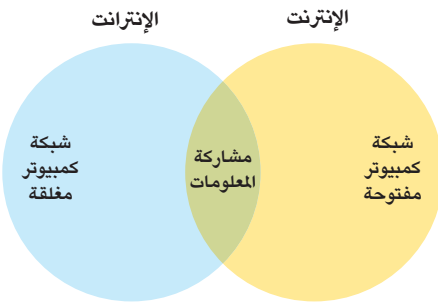 الإنترنت
الإنترانت
شبكة
كمبيوتر
مفتوحة
مشاركة
المعلومات
شبكة
كمبيوتر
مغلقة